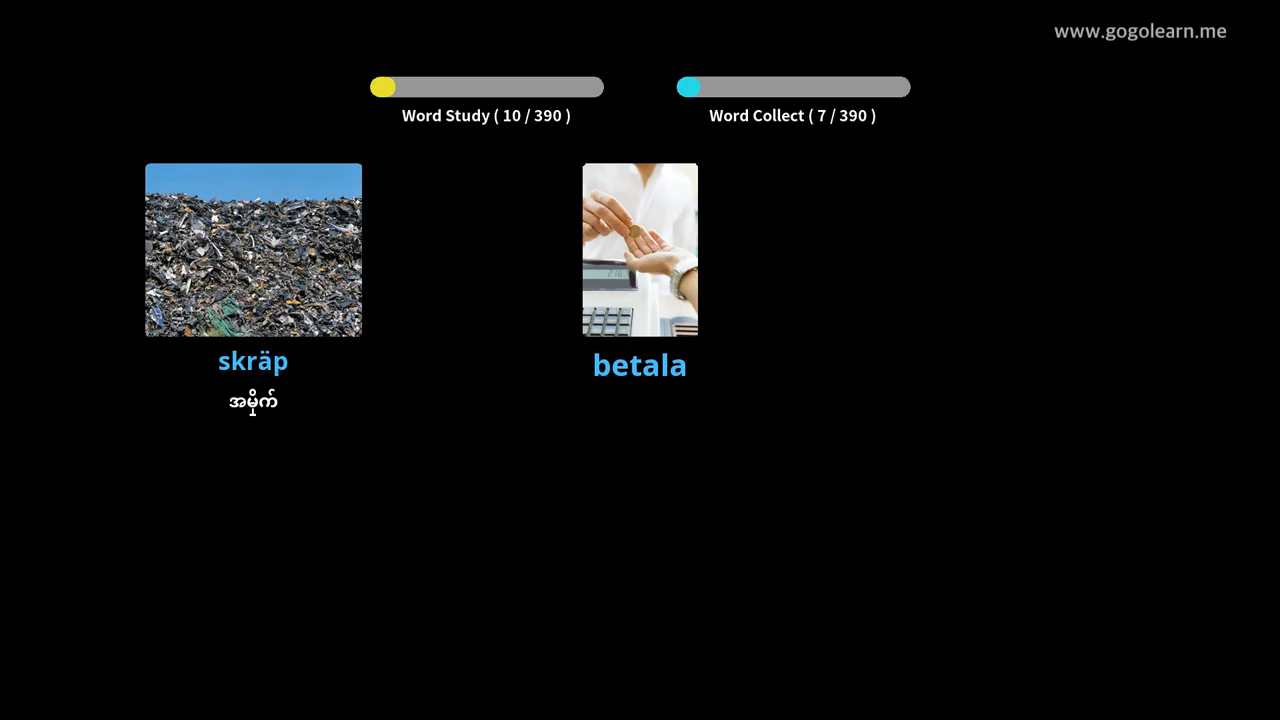 www.gogolearn.me
Word Study ( 10 / 390 )
Word Collect ( 7 / 390 )
skräp
betala
အမှိုက်